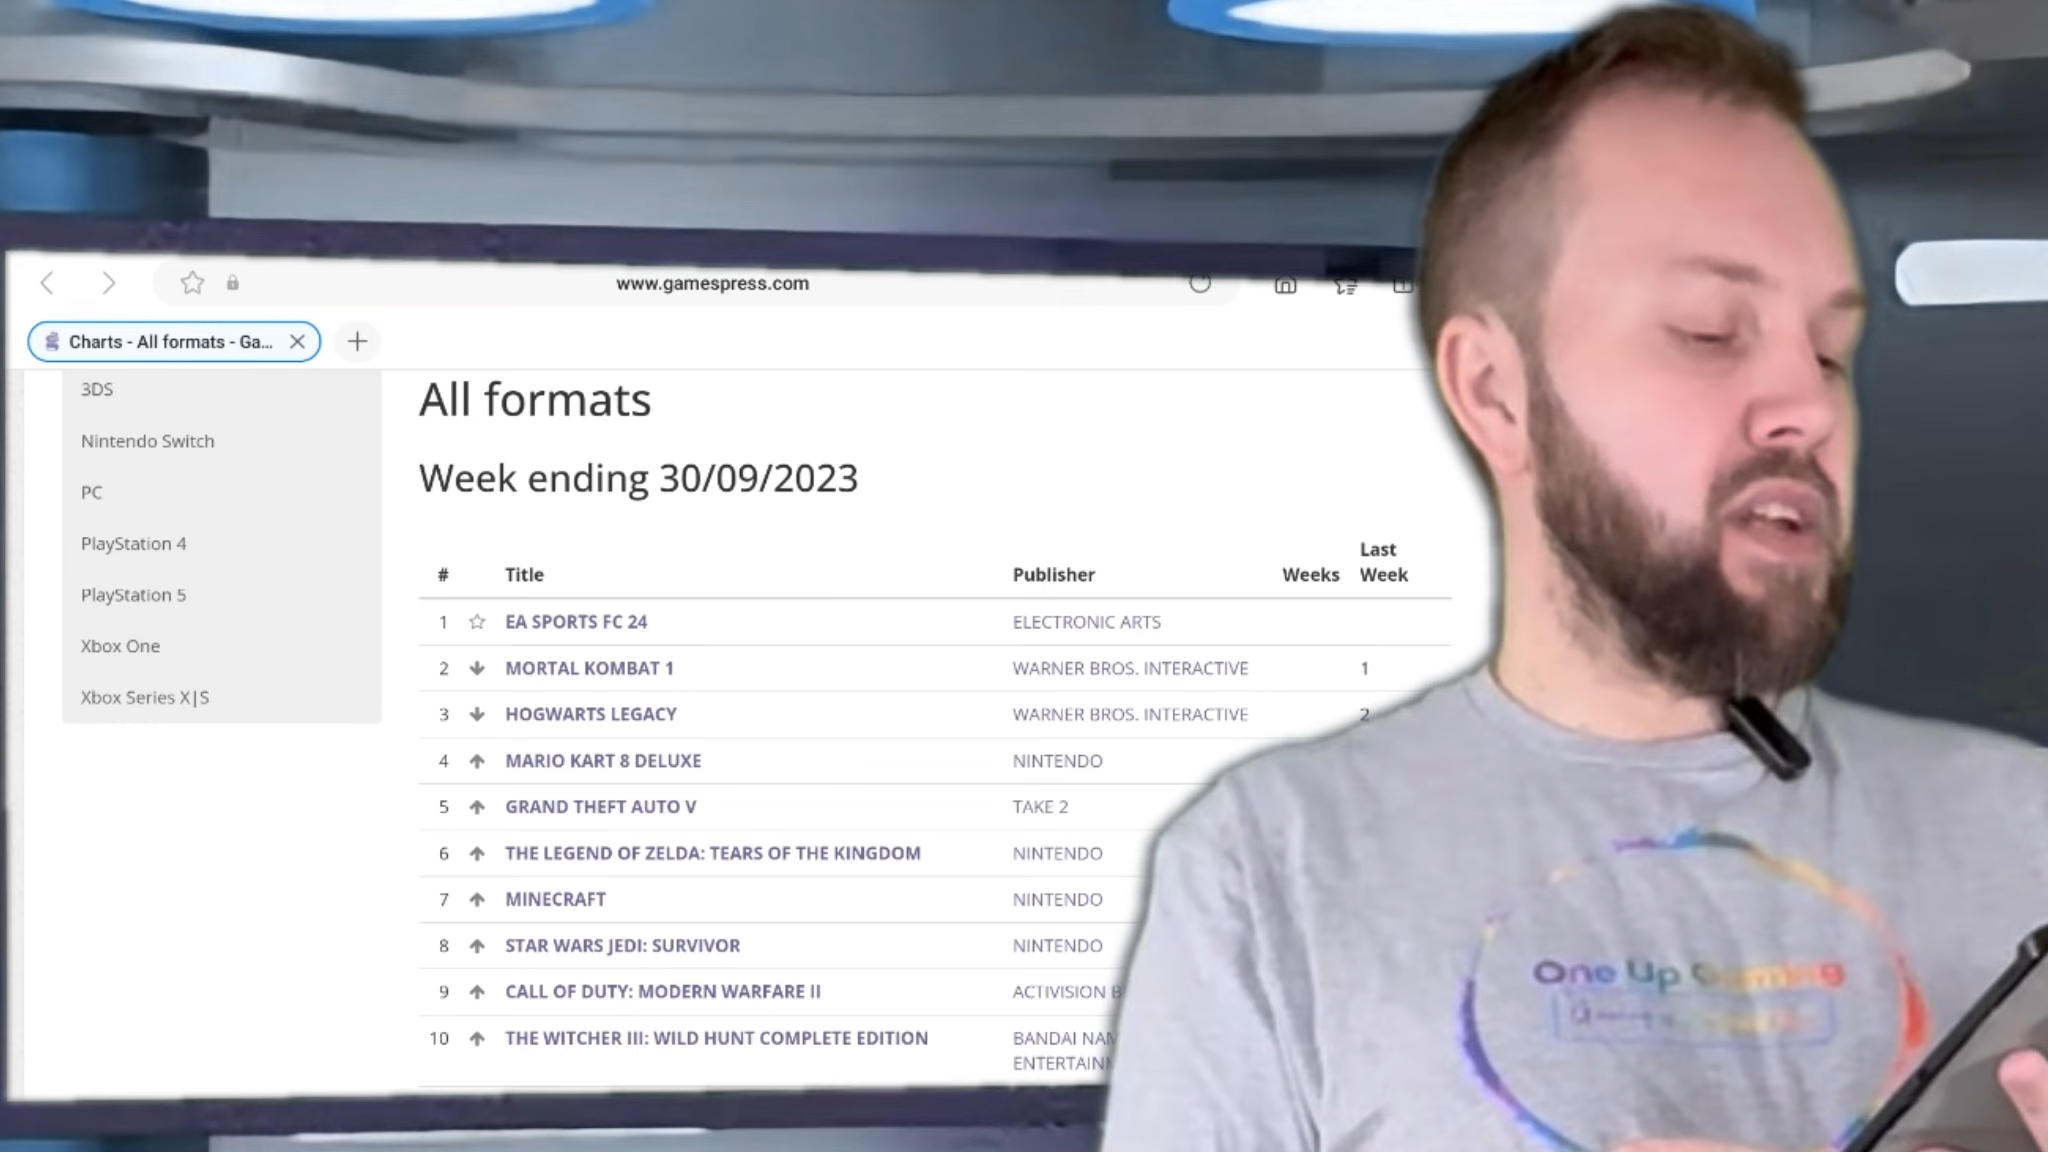 www.gamespress.com
Charts - All formats - Ga...
3DS
Nintendo Switch
PC
PlayStation 4
PlayStation 5
Xbox One
Xbox Series X|S
All formats
Week ending 30/09/2023
# Title Publisher Weeks Last Week
1 EA SPORTS FC 24 ELECTRONIC ARTS
2 MORTAL KOMBAT 1 WARNER BROS. INTERACTIVE 1
3 HOGWARTS LEGACY WARNER BROS. INTERACTIVE 2
4 MARIO KART 8 DELUXE NINTENDO
5 GRAND THEFT AUTO V TAKE 2
6 THE LEGEND OF ZELDA: TEARS OF THE KINGDOM NINTENDO
7 MINECRAFT NINTENDO
8 STAR WARS JEDI: SURVIVOR NINTENDO
9 CALL OF DUTY: MODERN WARFARE II ACTIVISION B
10 THE WITCHER III: WILD HUNT COMPLETE EDITION BANDAI NAM
ENTERTAINM
One Up Gaming